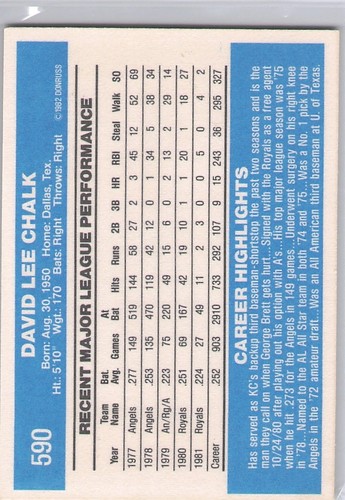 590
DAVID LEE CHALK
Born: Aug. 30, 1950 Home: Dallas, Tex.
Ht.: 5'10" Wgt.: 170 Bats: Right Throws: Right
©1982 DONRUSS
RECENT MAJOR LEAGUE PERFORMANCE
Team Bat. At
Year Name Avg. Games Bat Hits Runs 2B 3B HR RBI Steal Walk SO
1977 Angels .277 149 519 144 58 27 2 3 45 12 52 69
1978 Angels .253 135 470 119 42 12 0 1 34 5 38 34
1979 An/Rg/A .223 75 220 49 15 0 2 2 29 14
1980 Royals .251 69 167 42 19 10 1 1 20 1 18 27
1981 Royals .224 27 49 11 2 3 0 0 5 0 4 2
Career .252 903 2910 733 292 107 9 15 243 36 295 327
CAREER HIGHLIGHTS
Has served as KC's backup third baseman-shortstop the past two seasons and is the
man they call on when George Brett gets hurt...Signed with the Royals as a free agent
10/24/80 after playing out his option with A's...His top major league season was '75
when he hit .273 for the Angels in 149 games...Underwent surgery on his right knee
in '78...Named to the AL All Star team in both '74 and '75...Was a No. 1 pick by the
Angels in the '72 amateur draft...Was an All American third baseman at U. of Texas.